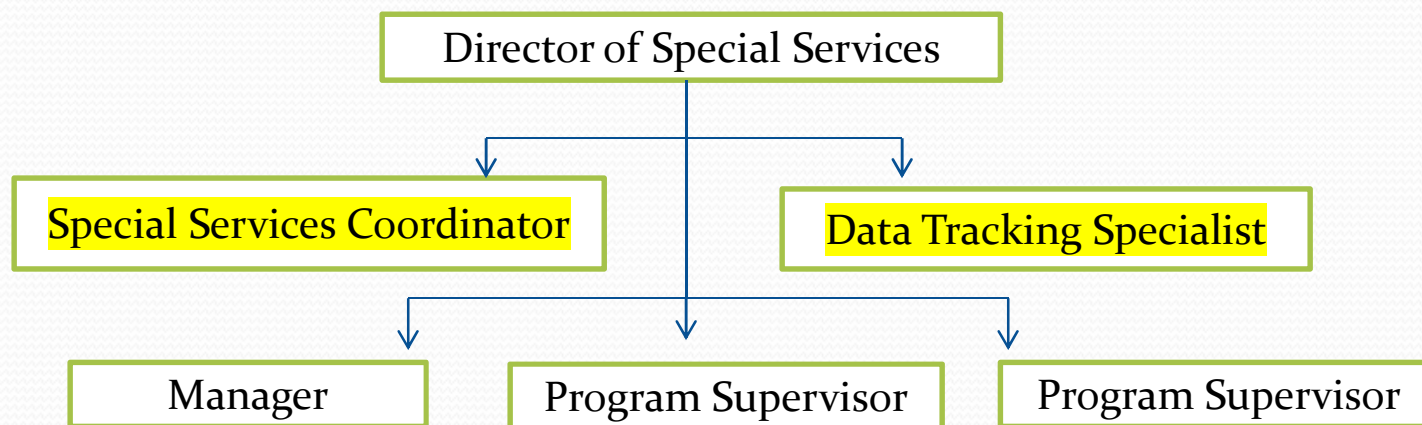 Director of Special Services
Special Services Coordinator
Data Tracking Specialist
Manager
Program Supervisor
Program Supervisor